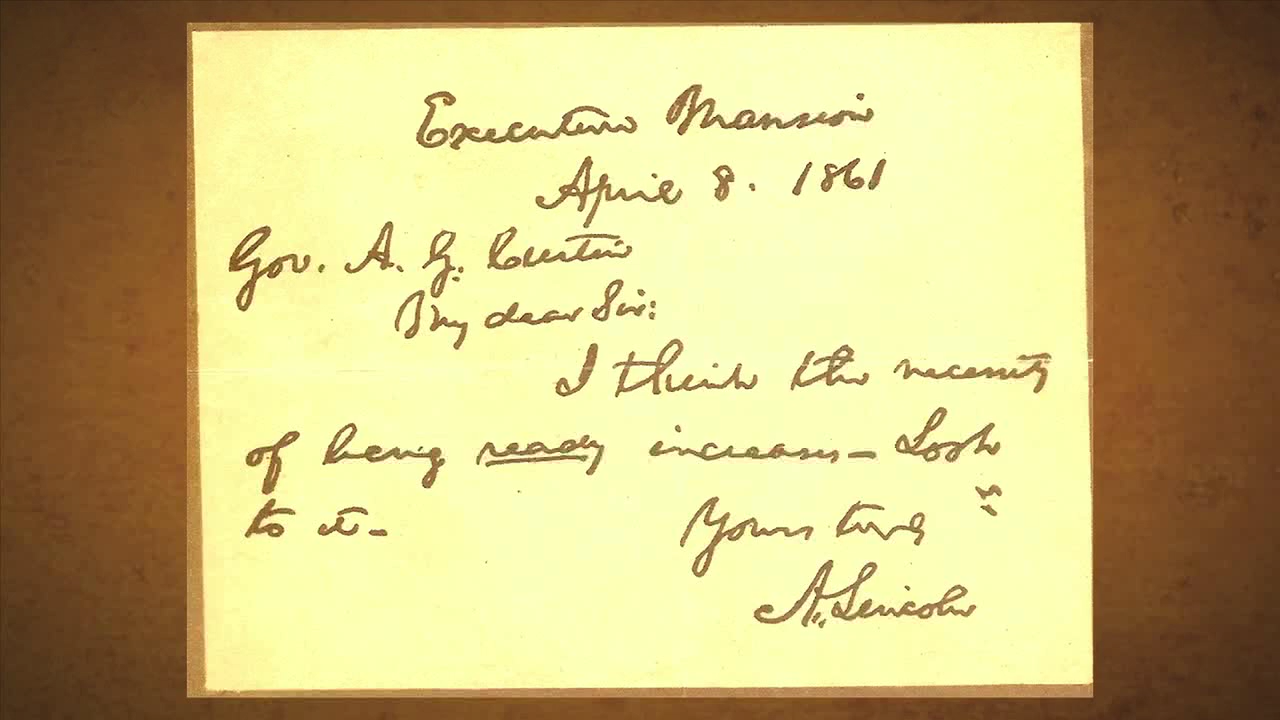 Executive Mansion
April 8. 1861
Gov. A. G. Curtin
My dear Sir:
I think the necessity
of being ready increases – Look
to it –
Yours truly
A. Lincoln